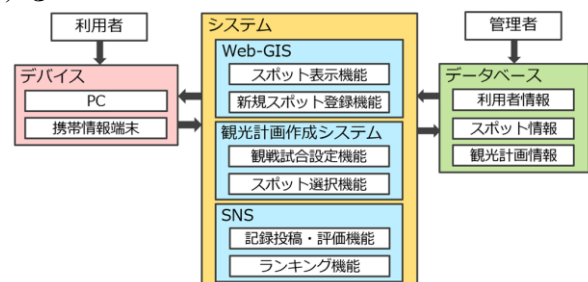 利用者
デバイス
PC
携帯情報端末
システム
Web-GIS
スポット表示機能
新規スポット登録機能
観光計画作成システム
観戦試合設定機能
スポット選択機能
SNS
記録投稿・評価機能
ランキング機能
管理者
データベース
利用者情報
スポット情報
観光計画情報